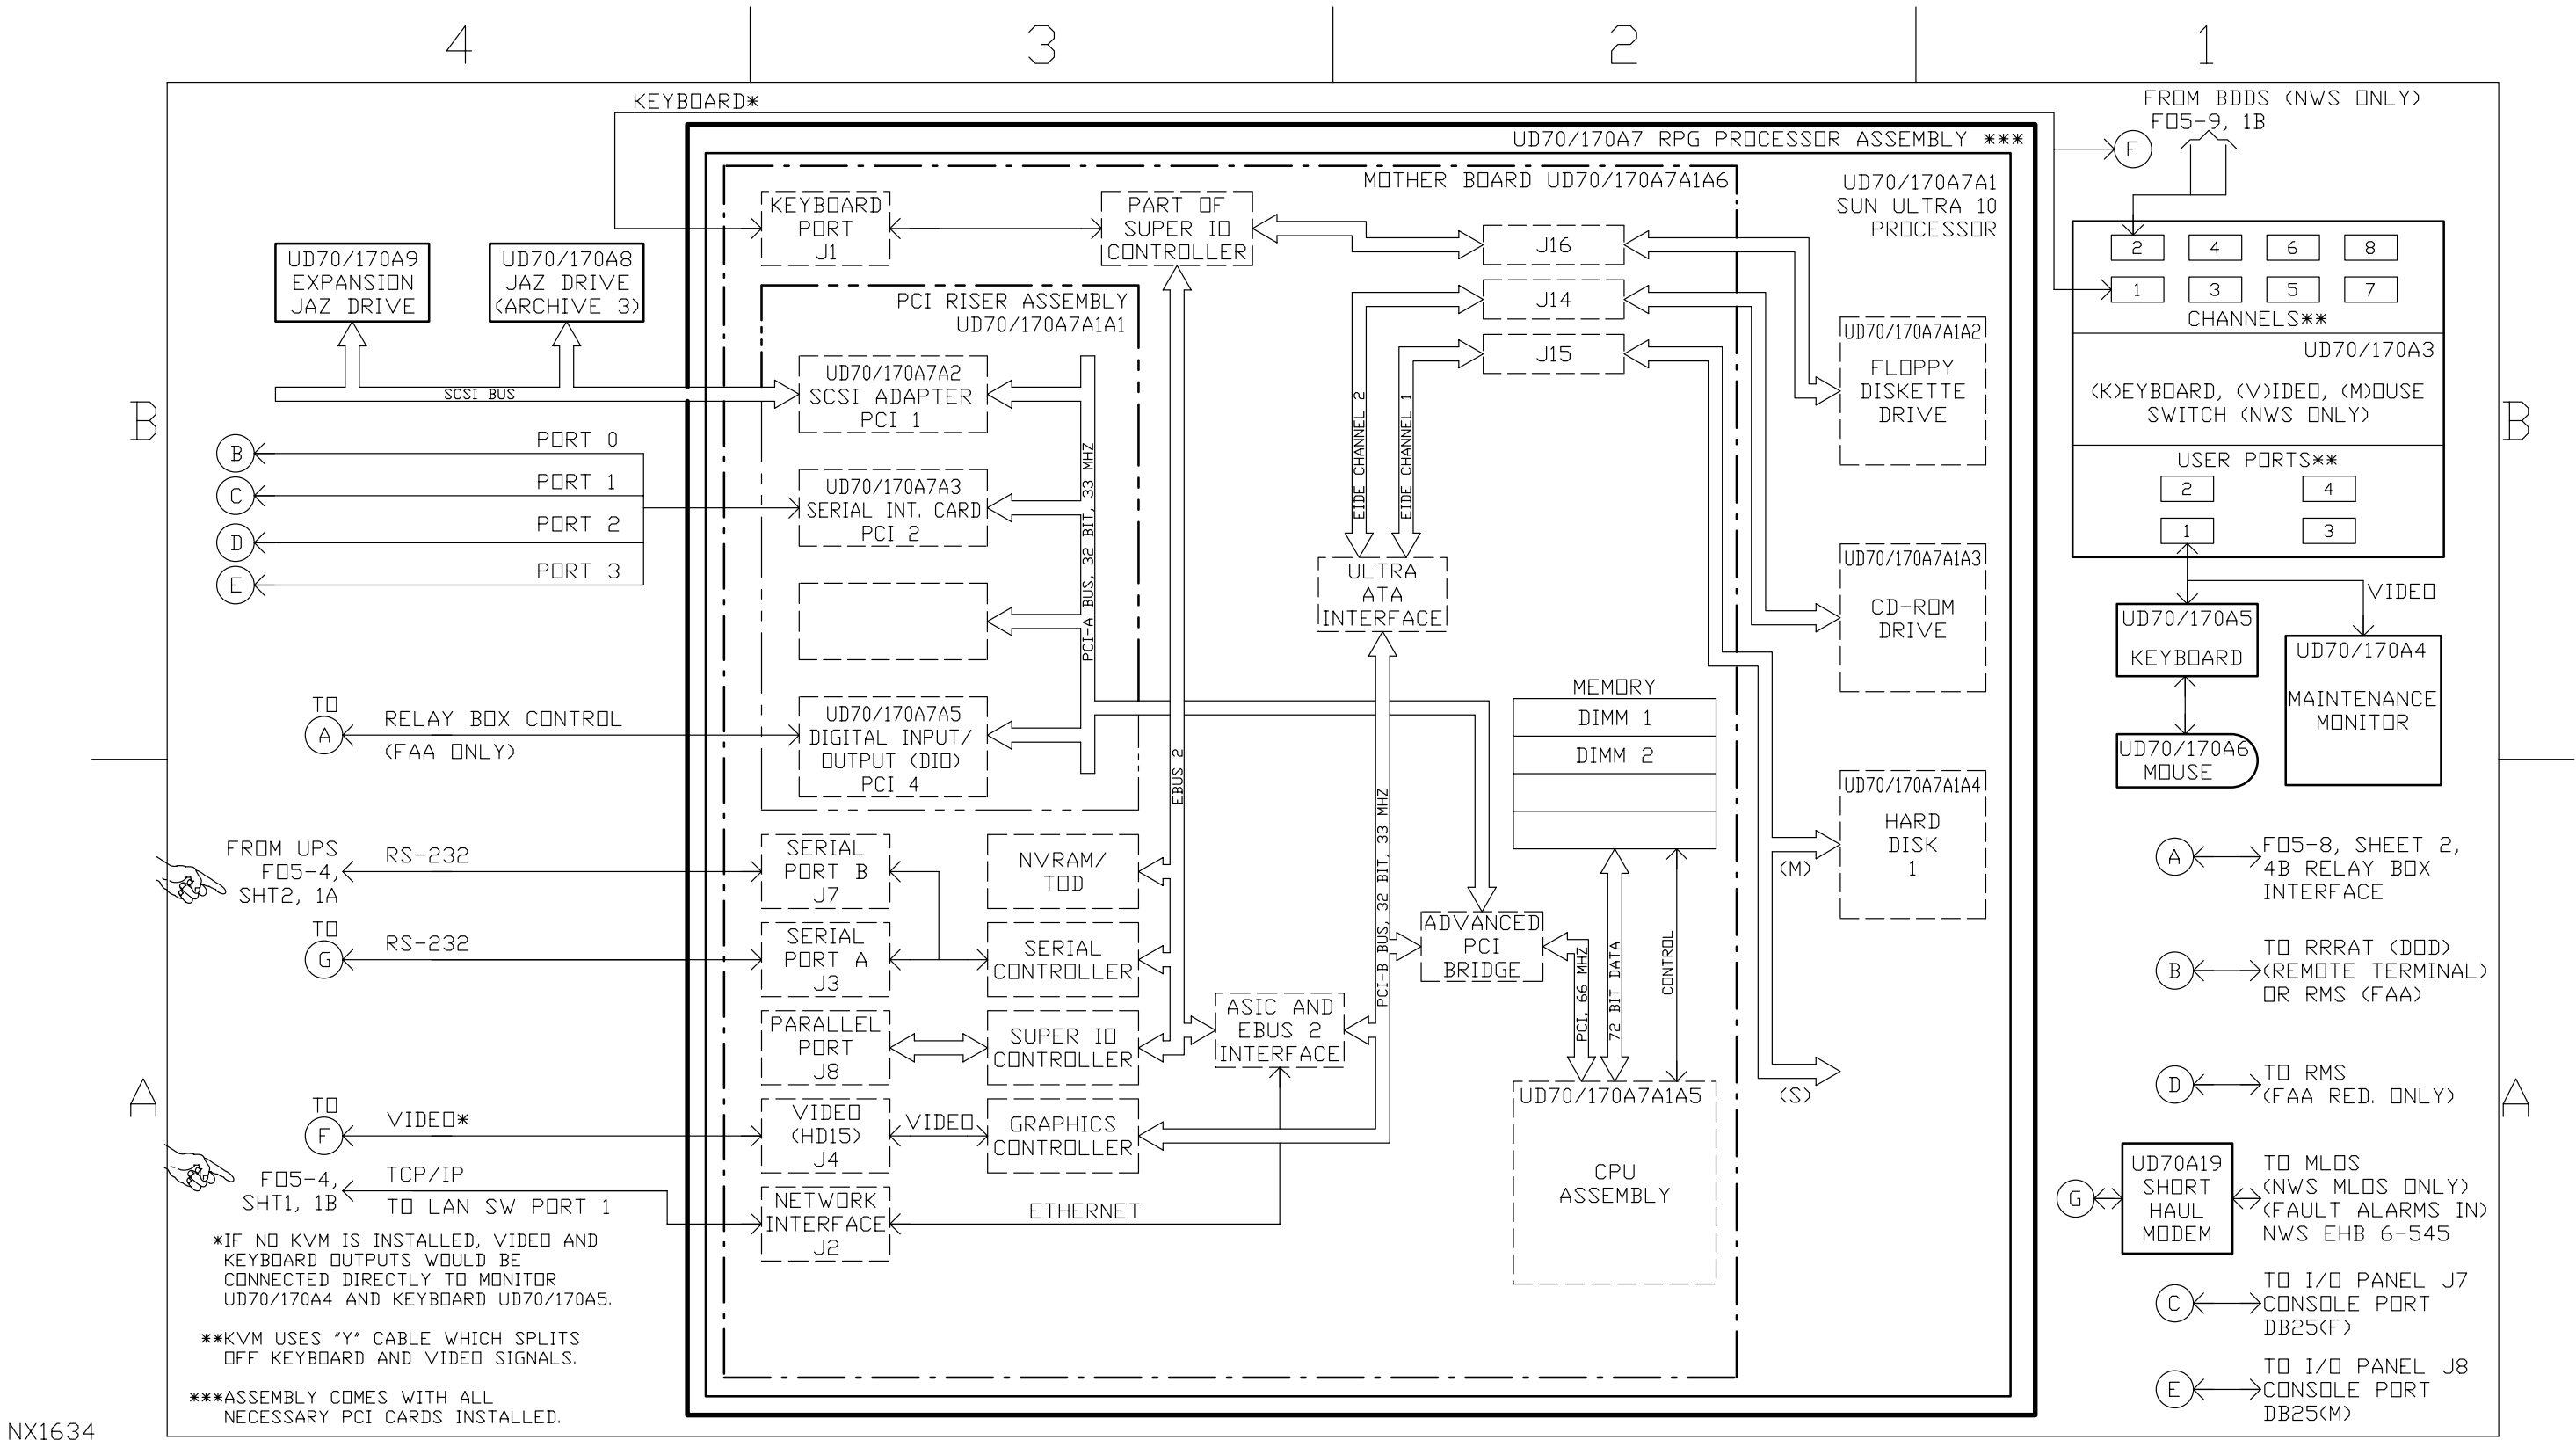 4
3
2
1
KEYBOARD*
FROM BDDS (NWS ONLY)
FO5-9, 1B
UD70/170A7 RPG PROCESSOR ASSEMBLY ***
F
MOTHER BOARD UD70/170A7A1A6
UD70/170A7A1
SUN ULTRA 10
PROCESSOR
KEYBOARD
PORT
J1
PART OF
SUPER IO
CONTROLLER
J16
J14
J15
UD70/170A9
EXPANSION
JAZ DRIVE
UD70/170A8
JAZ DRIVE
(ARCHIVE 3)
PCI RISER ASSEMBLY
UD70/170A7A1A1
2
4
6
8
1
3
5
7
CHANNELS**
UD70/170A3
(K)EYBOARD, (V)IDEO, (M)OUSE
SWITCH (NWS ONLY)
USER PORTS**
2
4
1
3
UD70/170A7A1A2
FLOPPY
DISKETTE
DRIVE
SCSI BUS
UD70/170A7A2
SCSI ADAPTER
PCI 1
B
B
EIDE CHANNEL 2
EIDE CHANNEL 1
PCI-A BUS, 32 BIT, 33 MHZ
B
PORT 0
C
PORT 1
D
PORT 2
E
PORT 3
UD70/170A7A3
SERIAL INT. CARD
PCI 2
ULTRA
ATA
INTERFACE
UD70/170A7A1A3
CD-ROM
DRIVE
VIDEO
UD70/170A5
KEYBOARD
UD70/170A4
MAINTENANCE
MONITOR
UD70/170A6
MOUSE
TO
A
RELAY BOX CONTROL
(FAA ONLY)
UD70/170A7A5
DIGITAL INPUT/
OUTPUT (DIO)
PCI 4
EBUS 2
MEMORY
DIMM 1
DIMM 2
PCI-B BUS, 32 BIT, 33 MHZ
UD70/170A7A1A4
HARD
DISK
1
(M)
(S)
FROM UPS
FO5-4,
SHT2, 1A
RS-232
SERIAL
PORT B
J7
NVRAM/
TOD
TO
G
RS-232
SERIAL
PORT A
J3
SERIAL
CONTROLLER
ADVANCED
PCI
BRIDGE
PCI, 66 MHZ
72 BIT DATA
CONTROL
PARALLEL
PORT
J8
SUPER IO
CONTROLLER
ASIC AND
EBUS 2
INTERFACE
A
A
TO
F
VIDEO*
VIDEO
(HD15)
J4
VIDEO
GRAPHICS
CONTROLLER
UD70/170A7A1A5
CPU
ASSEMBLY
FO5-4,
SHT1, 1B
TCP/IP
TO LAN SW PORT 1
NETWORK
INTERFACE
J2
ETHERNET
A
FO5-8, SHEET 2,
4B RELAY BOX
INTERFACE
B
TO RRRAT (DOD)
(REMOTE TERMINAL)
OR RMS (FAA)
D
TO RMS
(FAA RED. ONLY)
G
UD70A19
SHORT
HAUL
MODEM
TO MLOS
(NWS MLOS ONLY)
(FAULT ALARMS IN)
NWS EHB 6-545
C
TO I/O PANEL J7
CONSOLE PORT
DB25(F)
E
TO I/O PANEL J8
CONSOLE PORT
DB25(M)
*IF NO KVM IS INSTALLED, VIDEO AND
KEYBOARD OUTPUTS WOULD BE
CONNECTED DIRECTLY TO MONITOR
UD70/170A4 AND KEYBOARD UD70/170A5.
**KVM USES "Y" CABLE WHICH SPLITS
OFF KEYBOARD AND VIDEO SIGNALS.
***ASSEMBLY COMES WITH ALL
NECESSARY PCI CARDS INSTALLED.
NX1634